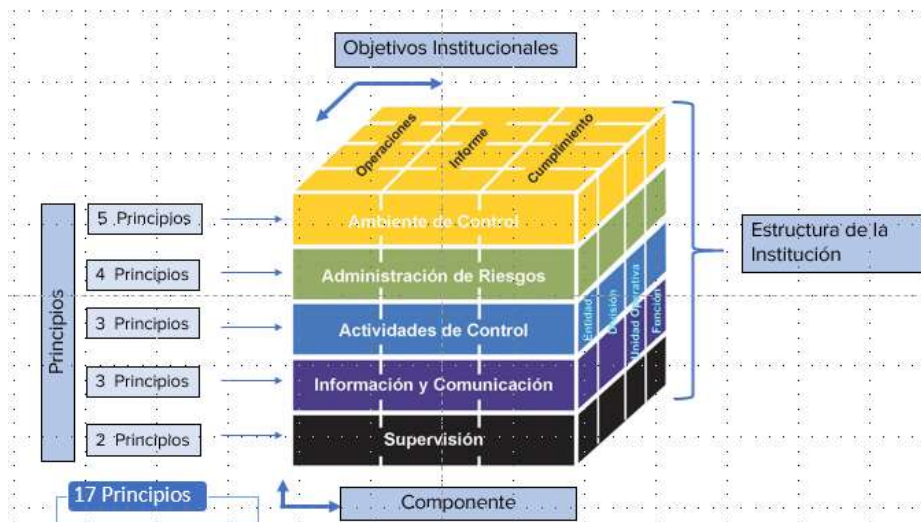 Objetivos Institucionales
Operaciones
Informe
Cumplimiento
Principios
5 Principios
Ambiente de Control
4 Principios
Administración de Riesgos
3 Principios
Actividades de Control
3 Principios
Información y Comunicación
2 Principios
Supervisión
Entidad
División
Unidad Operativa
Función
Estructura de la
Institución
17 Principios
Componente